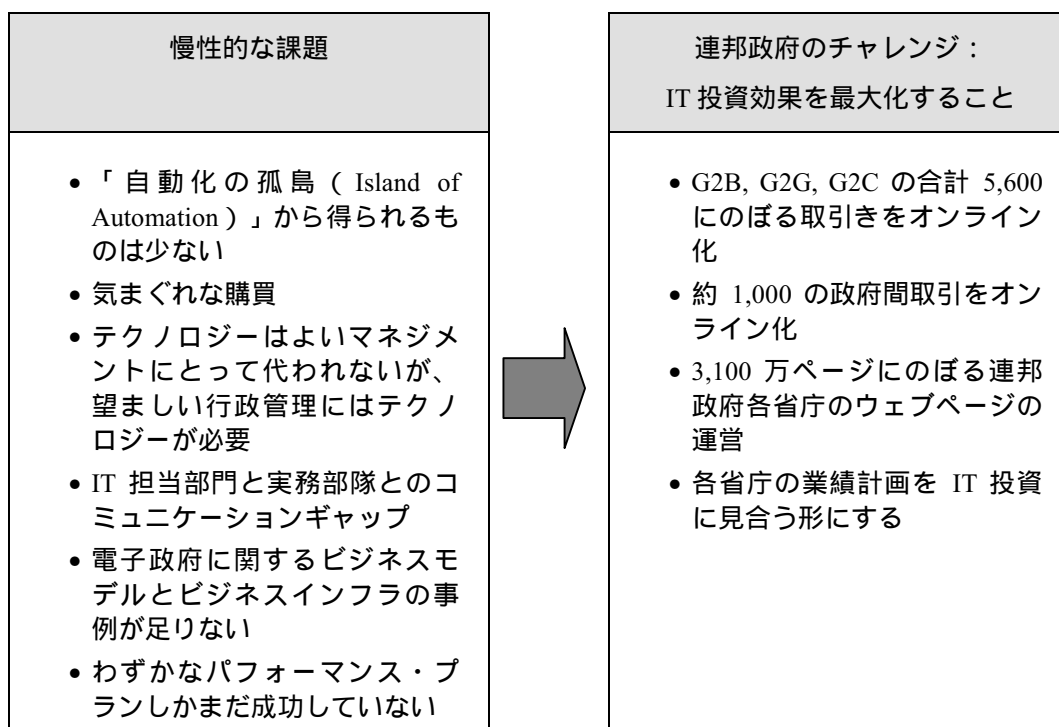 慢性的な課題
• 「自動化の孤島（Island of
Automation）」から得られるも
のは少ない
• 気まぐれな購買
• テクノロジーはよいマネジメ
ントにとって代われないが、
望ましい行政管理にはテクノ
ロジーが必要
• IT 担当部門と実務部隊とのコ
ミュニケーションギャップ
• 電子政府に関するビジネスモ
デルとビジネスインフラの事
例が足りない
• わずかなパフォーマンス・プ
ランしかまだ成功していない
連邦政府のチャレンジ：
IT 投資効果を最大化すること
• G2B, G2G, G2C の合計 5,600
にのぼる取引きをオンライン
化
• 約 1,000 の政府間取引をオン
ライン化
• 3,100 万ページにのぼる連邦
政府各省庁のウェブページの
運営
• 各省庁の業績計画を IT 投資
に見合う形にする